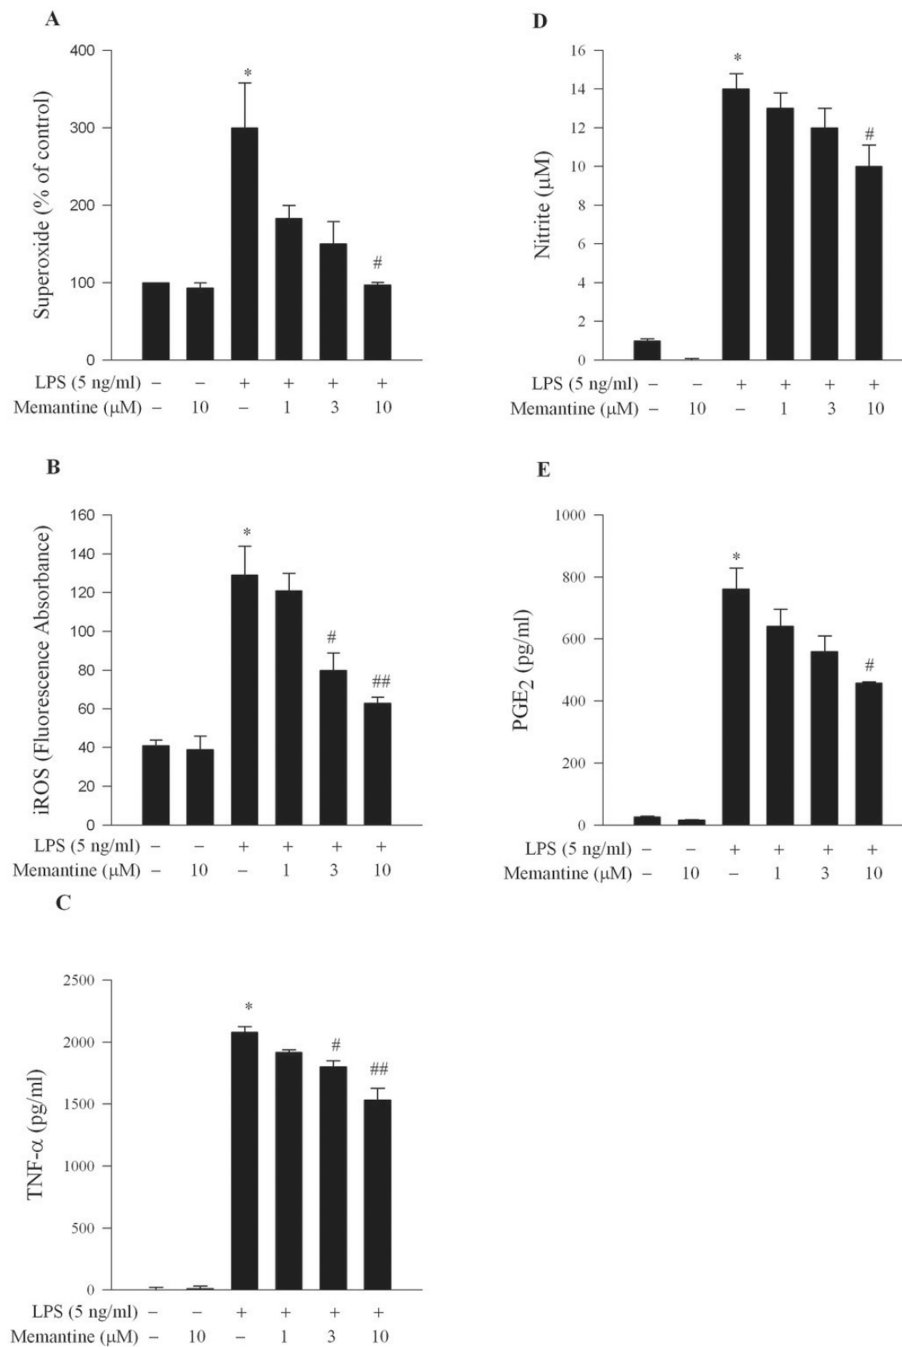 A
Superoxide (% of control)
400
300
200
100
0
*
#
LPS (5 ng/ml) – – + + + +
Memantine (μM) – 10 – 1 3 10
D
Nitrite (μM)
16
14
12
10
8
6
4
2
0
*
#
LPS (5 ng/ml) – – + + + +
Memantine (μM) – 10 – 1 3 10
B
iROS (Fluorescence Absorbance)
160
140
120
100
80
60
40
20
0
*
#
##
LPS (5 ng/ml) – – + + + +
Memantine (μM) – 10 – 1 3 10
E
PGE2 (pg/ml)
1000
800
600
400
200
0
*
#
LPS (5 ng/ml) – – + + + +
Memantine (μM) – 10 – 1 3 10
C
TNF-α (pg/ml)
2500
2000
1500
1000
500
0
*
#
##
LPS (5 ng/ml) – – + + + +
Memantine (μM) – 10 – 1 3 10